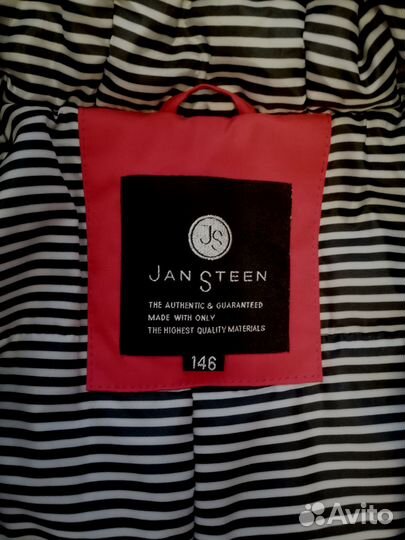 JS
JAN STEEN
THE AUTHENTIC & GUARANTEED
MADE WITH ONLY
THE HIGHEST QUALITY MATERIALS
146
Avito